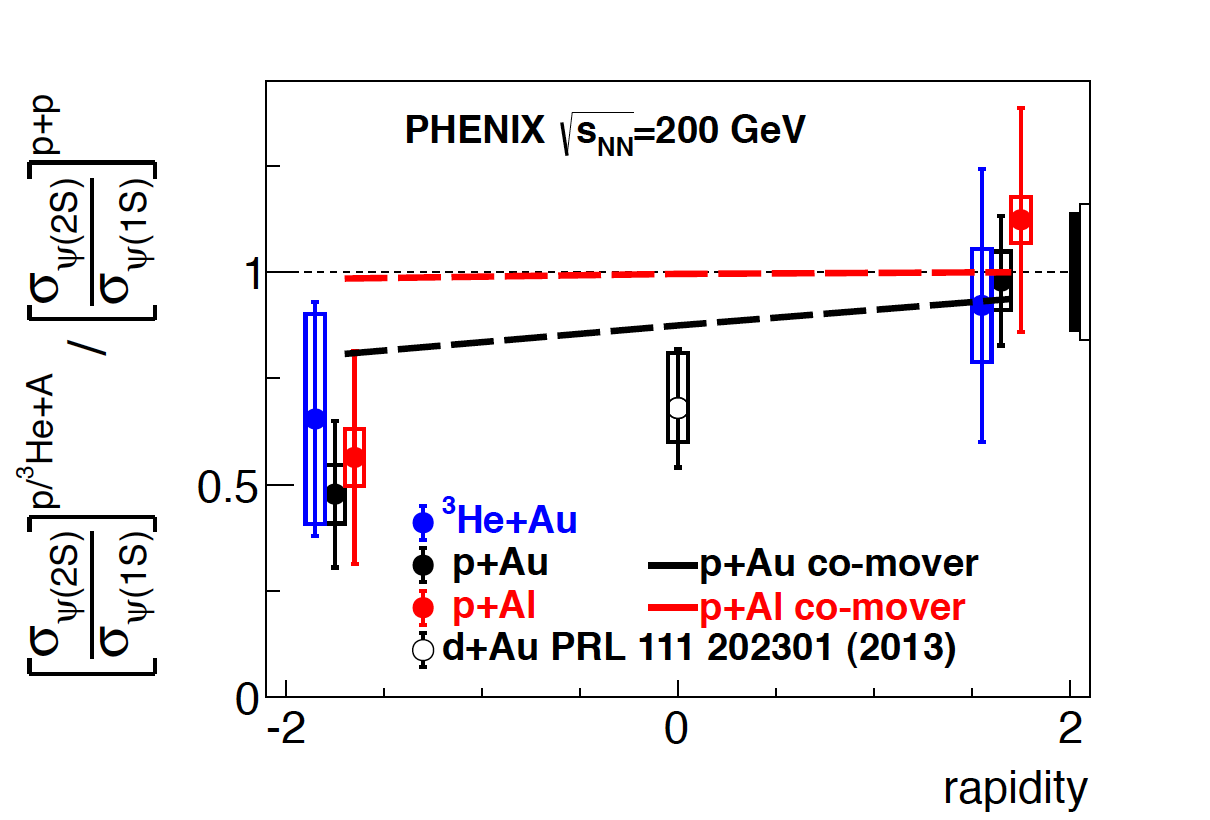 PHENIX √sNN=200 GeV
[σψ(2S)/σψ(1S)]p/3He+A / [σψ(2S)/σψ(1S)]p+p
1
0.5
0
3He+Au
p+Au
p+Au co-mover
p+Al
p+Al co-mover
d+Au PRL 111 202301 (2013)
-2
0
2
rapidity